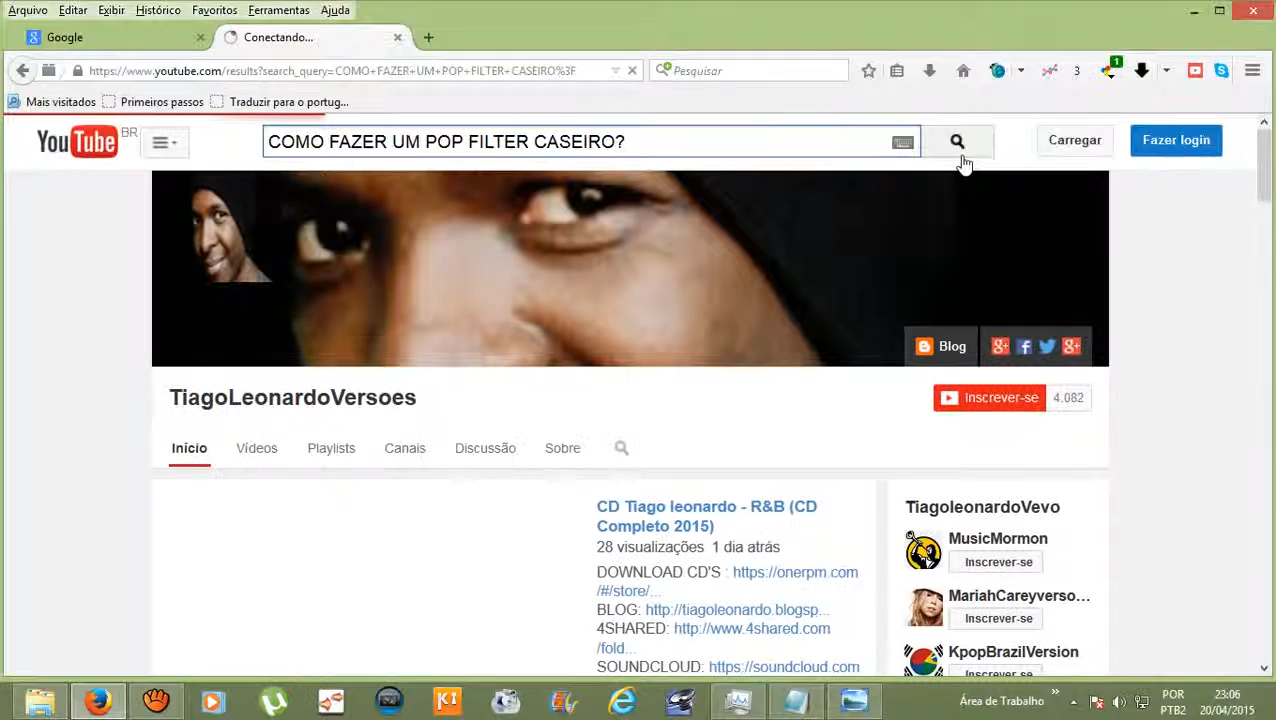 Arquivo Editar Exibir Histórico Favoritos Ferramentas Ajuda
Google
Conectando...
https://www.youtube.com/results?search_query=COMO+FAZER+UM+POP+FILTER+CASEIRO%3F
Pesquisar
3
1
Mais visitados Primeiros passos Traduzir para o portug...
YouTube BR
COMO FAZER UM POP FILTER CASEIRO?
Carregar
Fazer login
Blog
TiagoLeonardoVersoes
Inscrever-se 4.082
Início Vídeos Playlists Canais Discussão Sobre
CD Tiago leonardo - R&B (CD
Completo 2015)
28 visualizações 1 dia atrás
DOWNLOAD CD'S : https://onerpm.com
/#/store/...
BLOG: http://tiagoleonardo.blogsp...
4SHARED: http://www.4shared.com
/fold...
SOUNDCLOUD: https://soundcloud.com
TiagoleonardoVevo
MusicMormon
Inscrever-se
MariahCareyverso...
Inscrever-se
KpopBrazilVersion
Inscrever-se
K1
Área de Trabalho
POR
PTB2
23:06
20/04/2015